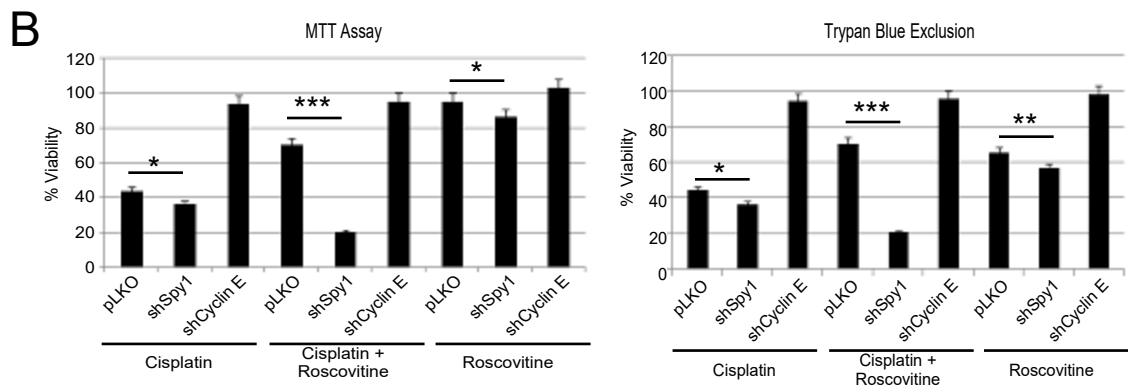 B
MTT Assay
% Viability
120
100
80
60
40
20
0
*
***
*
pLKO
shSpy1
shCyclin E
pLKO
shSpy1
shCyclin E
pLKO
shSpy1
shCyclin E
Cisplatin
Cisplatin +
Roscovitine
Roscovitine
Trypan Blue Exclusion
% Viability
120
100
80
60
40
20
0
*
***
**
pLKO
shSpy1
shCyclin E
pLKO
shSpy1
shCyclin E
pLKO
shSpy1
shCyclin E
Cisplatin
Cisplatin +
Roscovitine
Roscovitine